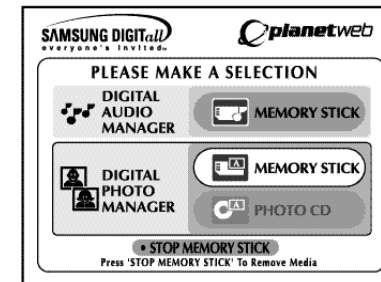 SAMSUNG DIGITall
everyone's invited™
planetweb
PLEASE MAKE A SELECTION
DIGITAL
AUDIO
MANAGER
MEMORY STICK
DIGITAL
PHOTO
MANAGER
A
MEMORY STICK
A
PHOTO CD
• STOP MEMORY STICK
Press 'STOP MEMORY STICK' To Remove Media